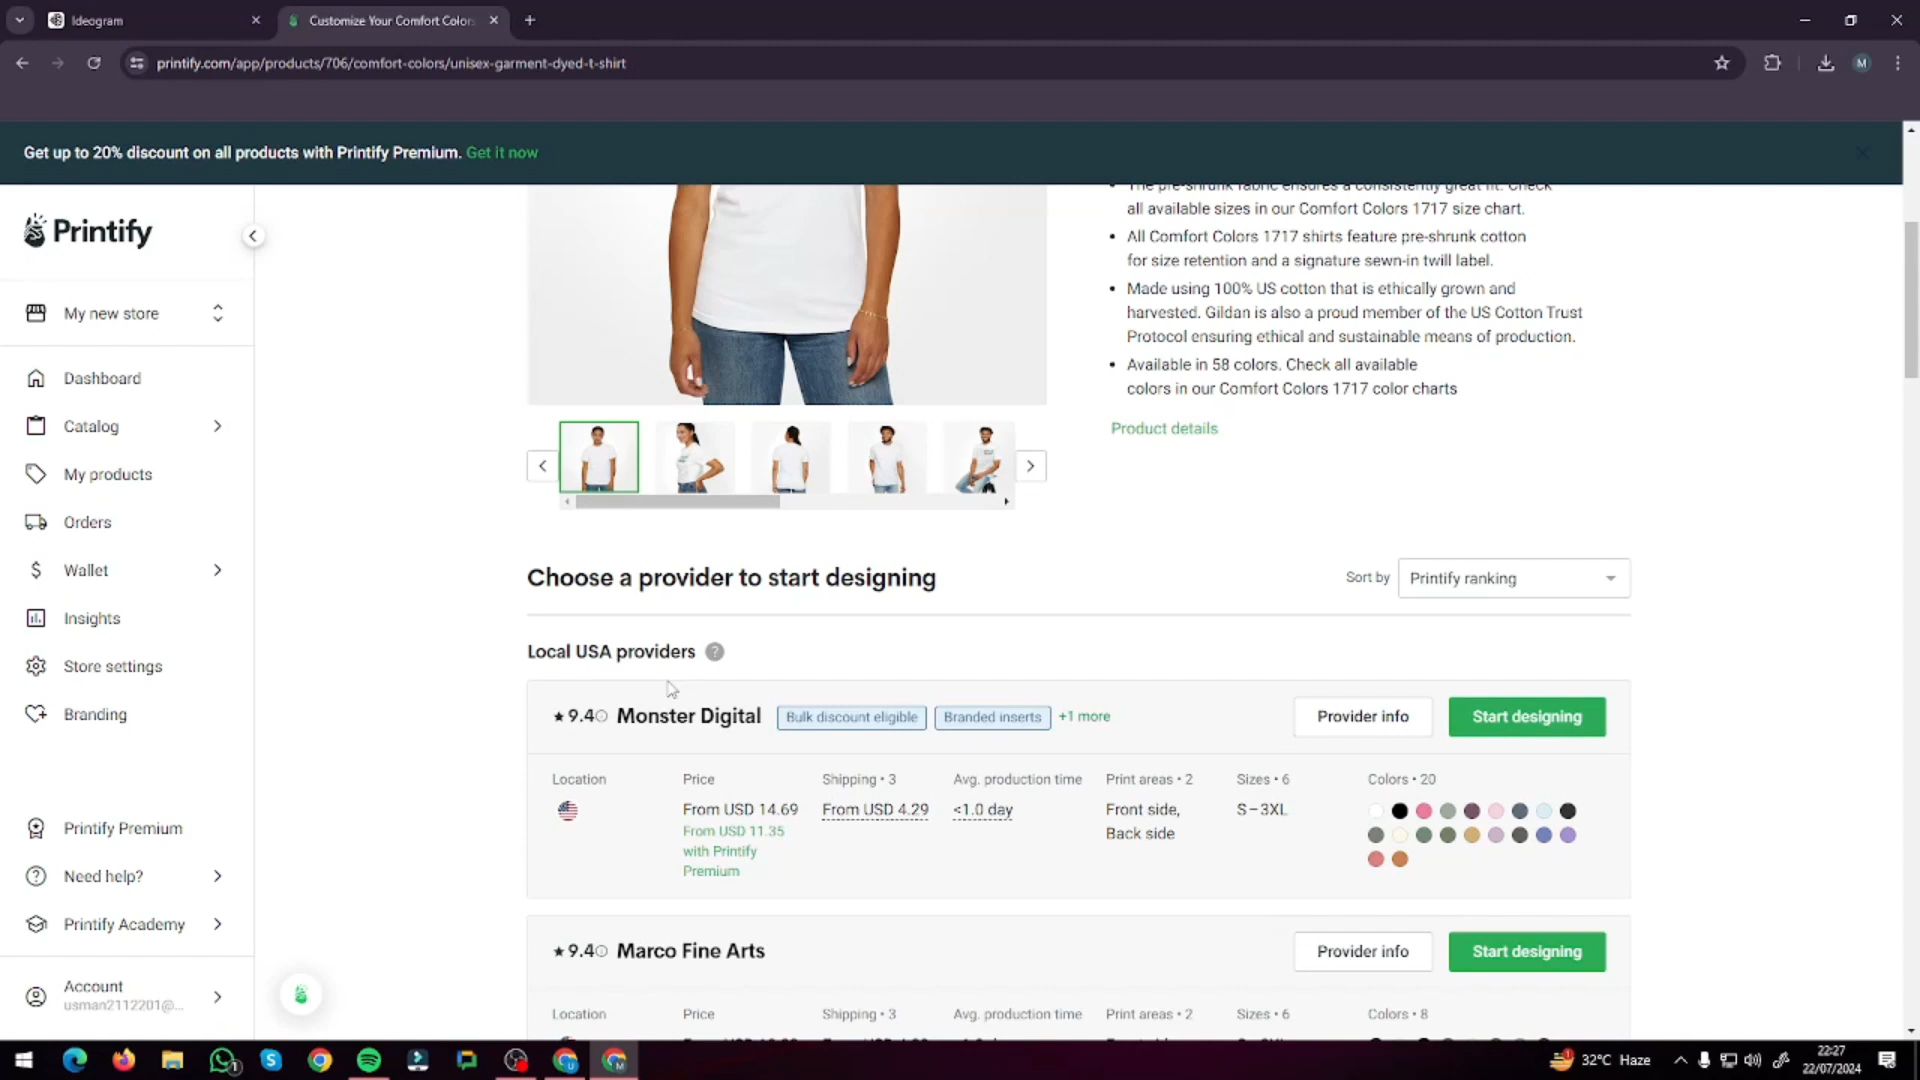 Ideogram
Customize Your Comfort Colors
printify.com/app/products/706/comfort-colors/unisex-garment-dyed-t-shirt
M
Get up to 20% discount on all products with Printify Premium. Get it now
Printify
My new store
Dashboard
Catalog
My products
Orders
Wallet
Insights
Store settings
Branding
Printify Premium
Need help?
Printify Academy
Account
usman2112201@...
The pre-shrunk fabric ensures a consistently great fit. Check
all available sizes in our Comfort Colors 1717 size chart.
All Comfort Colors 1717 shirts feature pre-shrunk cotton
for size retention and a signature sewn-in twill label.
Made using 100% US cotton that is ethically grown and
harvested. Gildan is also a proud member of the US Cotton Trust
Protocol ensuring ethical and sustainable means of production.
Available in 58 colors. Check all available
colors in our Comfort Colors 1717 color charts
Product details
Choose a provider to start designing
Sort by Printify ranking
Local USA providers ?
9.4 Monster Digital Bulk discount eligible Branded inserts +1 more Provider info Start designing
Location Price Shipping • 3 Avg. production time Print areas • 2 Sizes • 6 Colors • 20
From USD 14.69 From USD 4.29 <1.0 day Front side, S–3XL
From USD 11.35 Back side
with Printify
Premium
9.4 Marco Fine Arts Provider info Start designing
Location Price Shipping • 3 Avg. production time Print areas • 2 Sizes • 6 Colors • 8
32°C Haze
22:27
22/07/2024